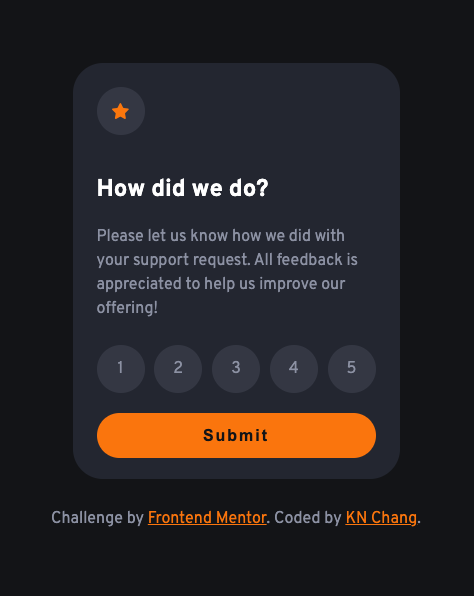 How did we do?
Please let us know how we did with
your support request. All feedback is
appreciated to help us improve our
offering!
1 2 3 4 5
Submit
Challenge by Frontend Mentor. Coded by KN Chang.